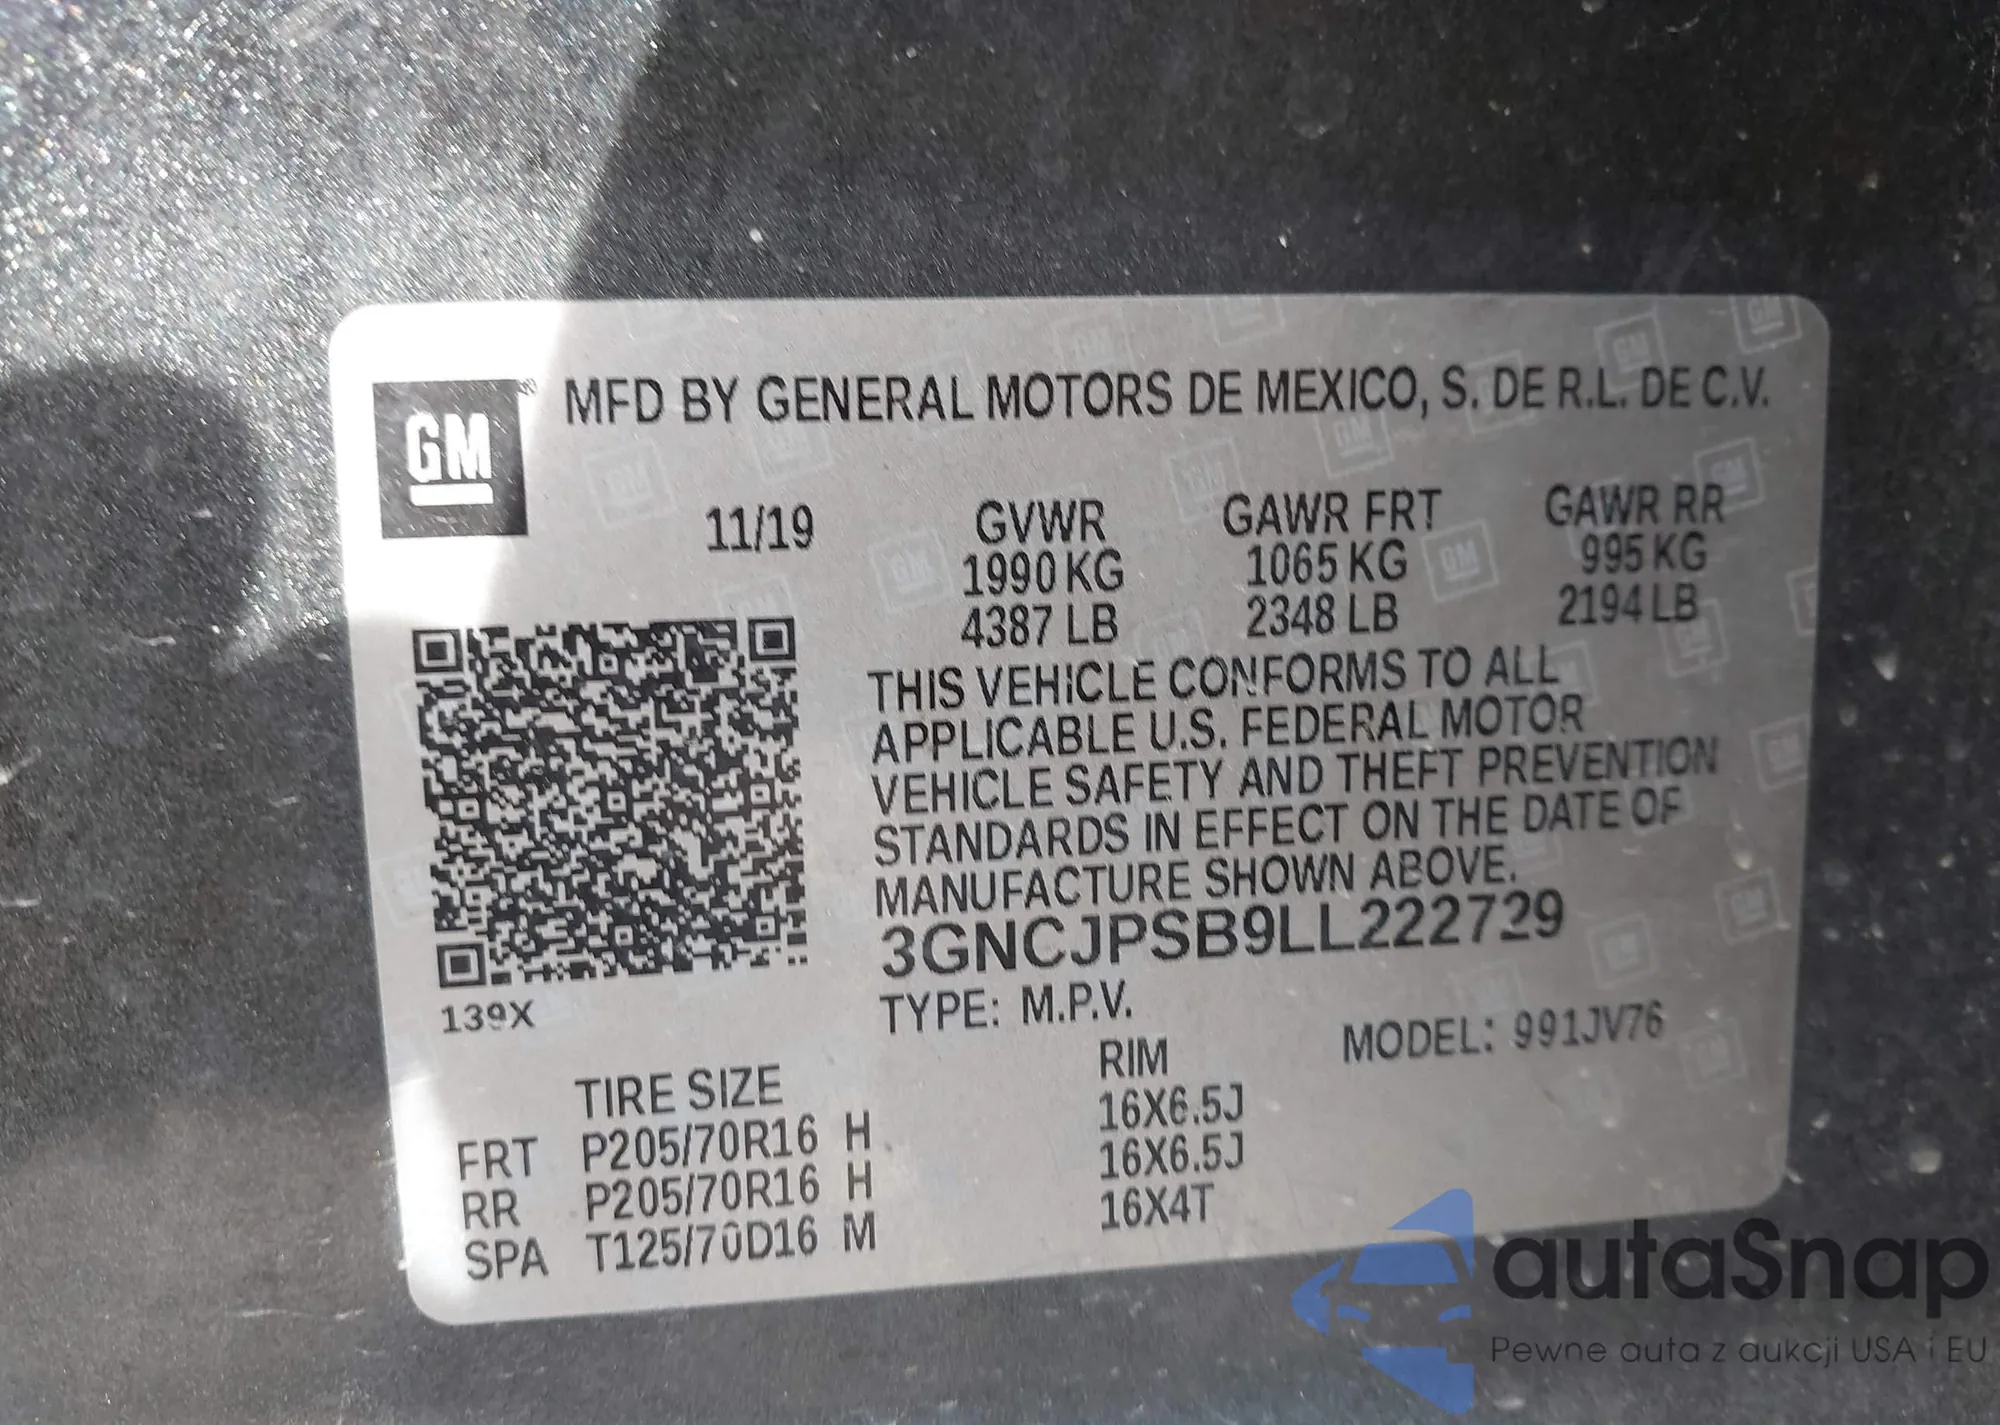 GM
MFD BY GENERAL MOTORS DE MEXICO, S. DE R.L. DE C.V.
11/19
GVWR GAWR FRT GAWR RR
1990 KG 1065 KG 995 KG
4387 LB 2348 LB 2194 LB
THIS VEHICLE CONFORMS TO ALL
APPLICABLE U.S. FEDERAL MOTOR
VEHICLE SAFETY AND THEFT PREVENTION
STANDARDS IN EFFECT ON THE DATE OF
MANUFACTURE SHOWN ABOVE.
3GNCJPSB9LL222729
139X
TYPE: M.P.V. MODEL: 991JV76
TIRE SIZE RIM
FRT P205/70R16 H 16X6.5J
RR P205/70R16 H 16X6.5J
SPA T125/70D16 M 16X4T
autaSnap
Pewne auta z aukcji USA i EU